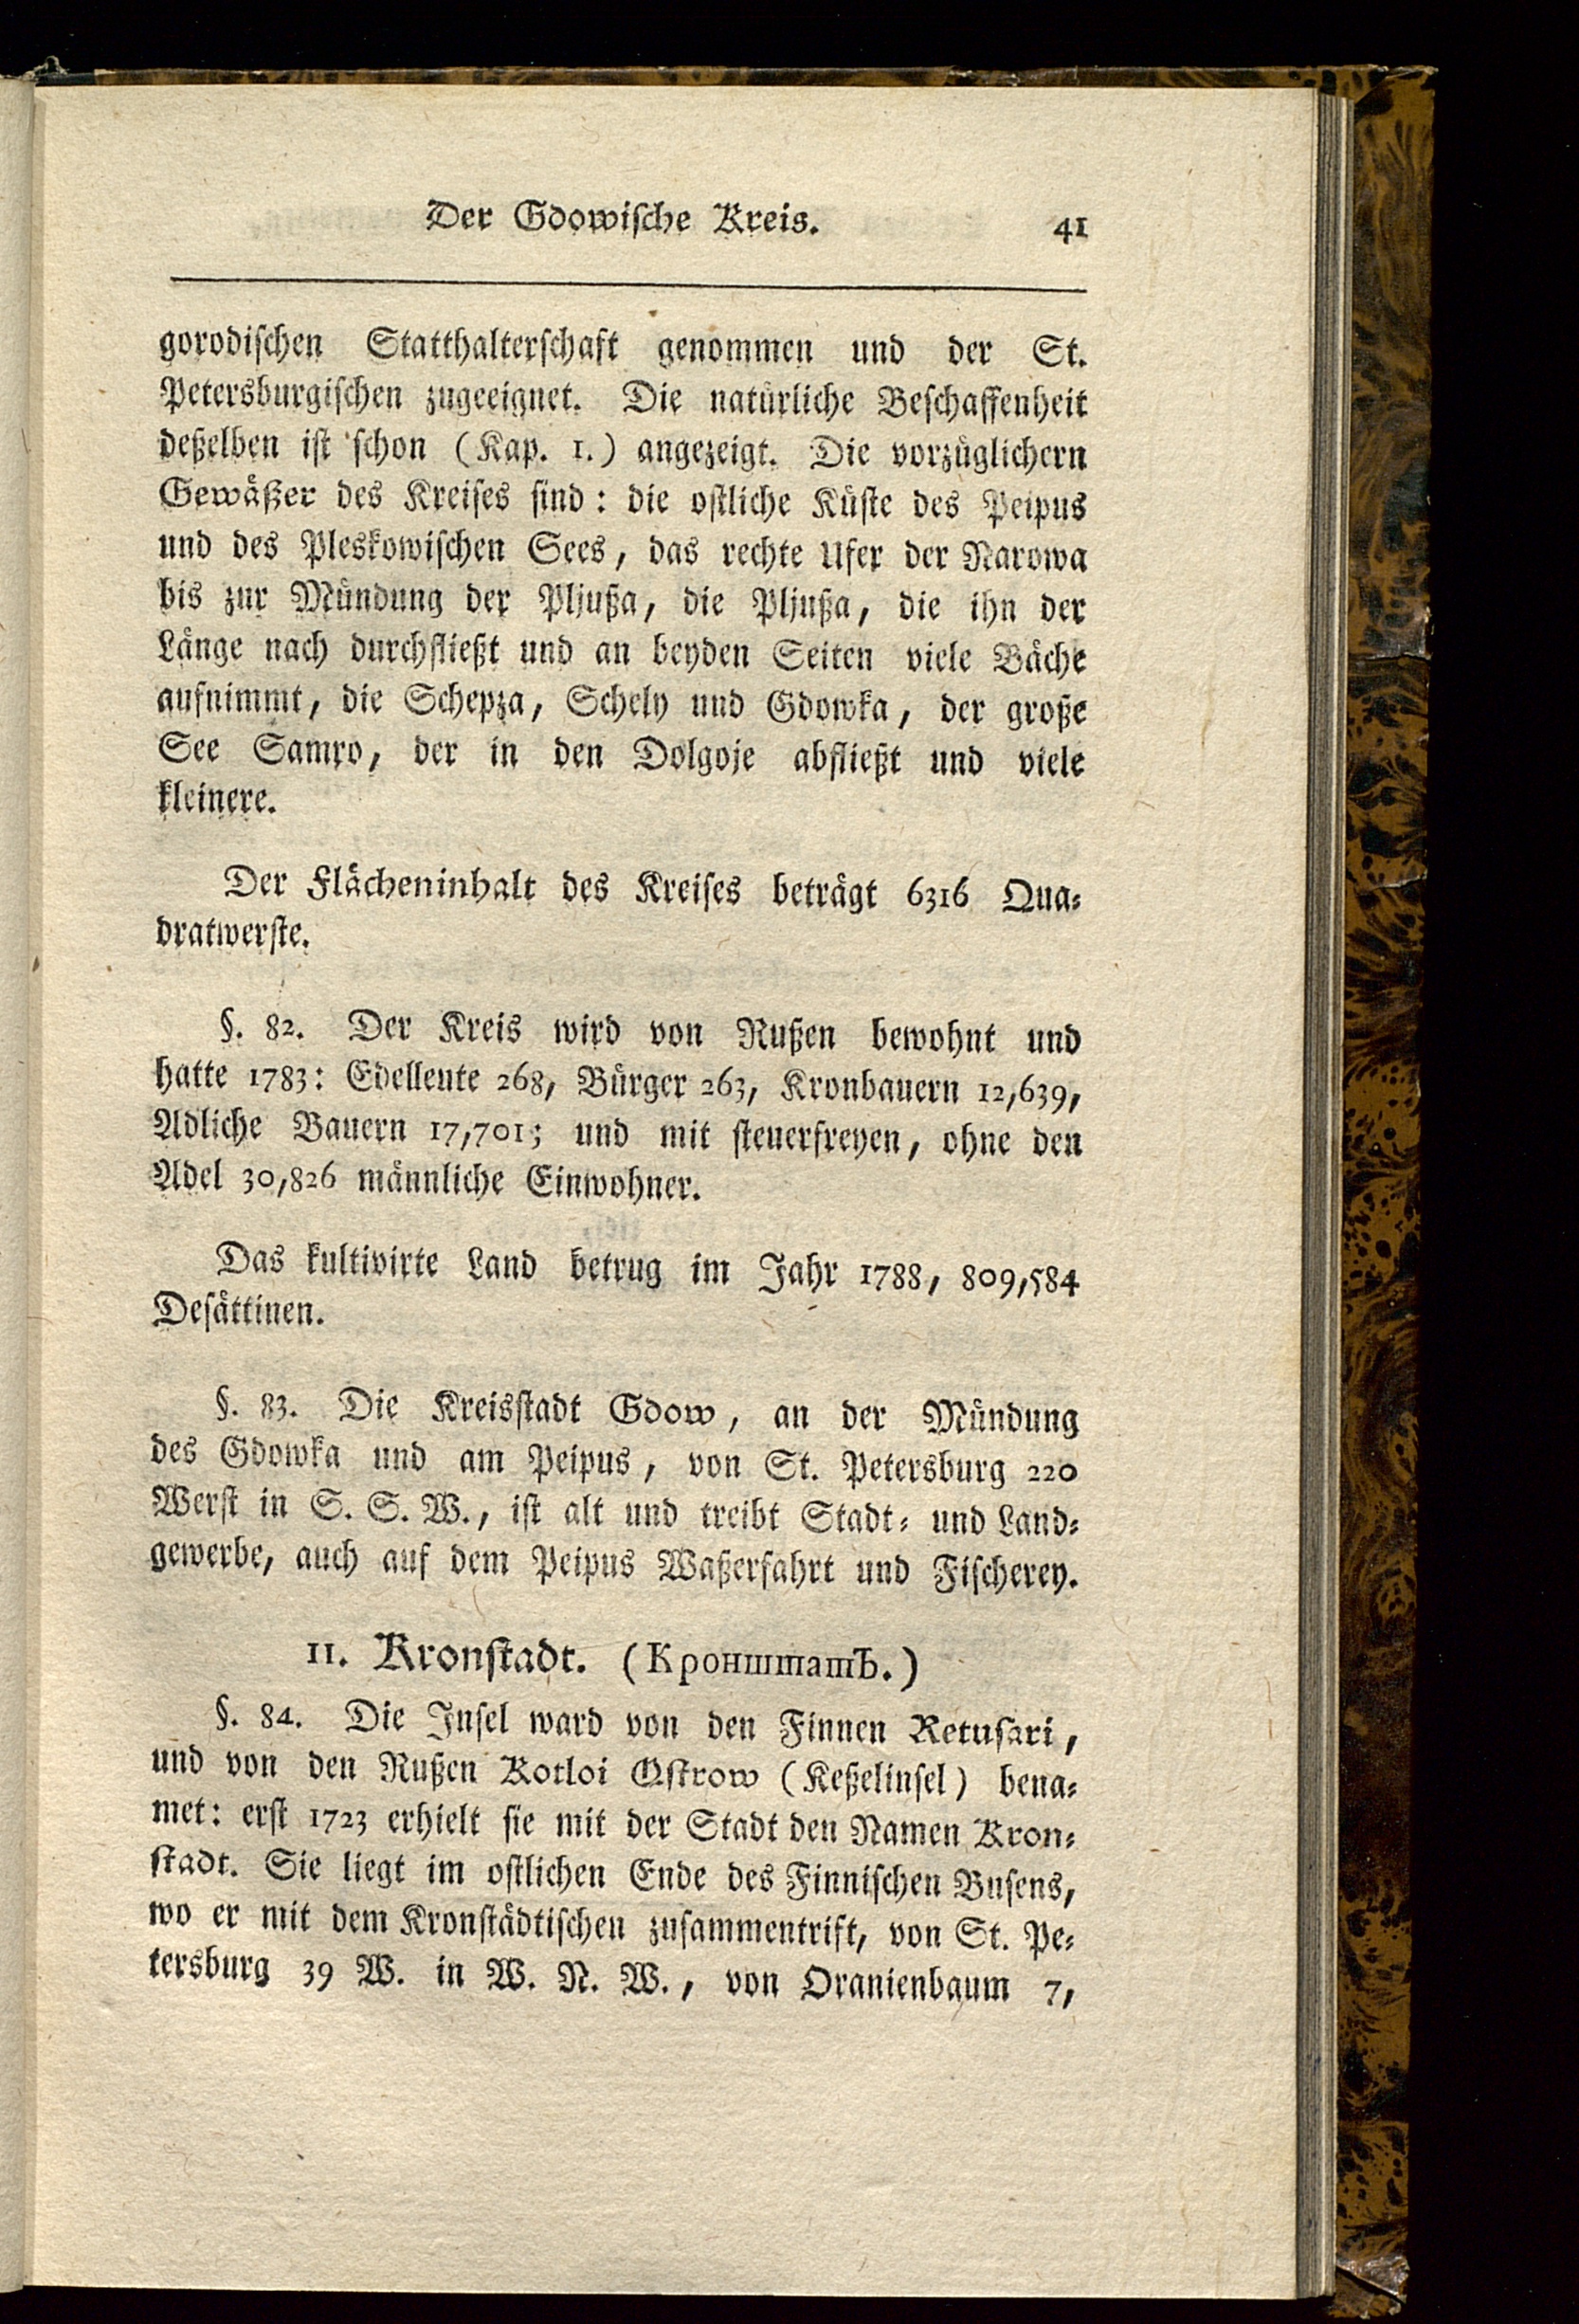 Der Gdowische Kreis. 41
gorodischen Statthalterschaft genommen und der St.
Petersburgischen zugeeignet. Die natürliche Beschaffenheit
deßelben ist schon (Kap. 1.) angezeigt. Die vorzüglichern
Gewäßer des Kreises sind: die ostliche Küste des Peipus
und des Pleskowischen Sees, das rechte Ufer der Narowa
bis zur Mündung der Pljußa, die Pljußa, die ihn der
Länge nach durchfließt und an beyden Seiten viele Bäche
aufnimmt, die Schepza, Schely und Gdowka, der große
See Samro, der in den Dolgoje abfließt und viele
kleinere.
Der Flächeninhalt des Kreises beträgt 6316 Qua-
dratwerste.
§. 82. Der Kreis wird von Rußen bewohnt und
hatte 1783: Edelleute 268, Bürger 263, Kronbauern 12,639,
Adliche Bauern 17,701; und mit steuerfreyen, ohne den
Adel 30,826 männliche Einwohner.
Das kultivirte Land betrug im Jahr 1788, 809,584
Desättinen.
§. 83. Die Kreisstadt Gdow, an der Mündung
des Gdowka und am Peipus, von St. Petersburg 220
Werst in S. S. W., ist alt und treibt Stadt- und Land-
gewerbe, auch auf dem Peipus Waßerfahrt und Fischerey.
11. Kronstadt. (Кронштатъ.)
§. 84. Die Insel ward von den Finnen Retusari,
und von den Rußen Kotloi Ostrow (Keßelinsel) bena-
met: erst 1723 erhielt sie mit der Stadt den Namen Kron-
stadt. Sie liegt im ostlichen Ende des Finnischen Busens,
wo er mit dem Kronstädtischen zusammentrift, von St. Pe-
tersburg 39 W. in W. N. W., von Oranienbaum 7,